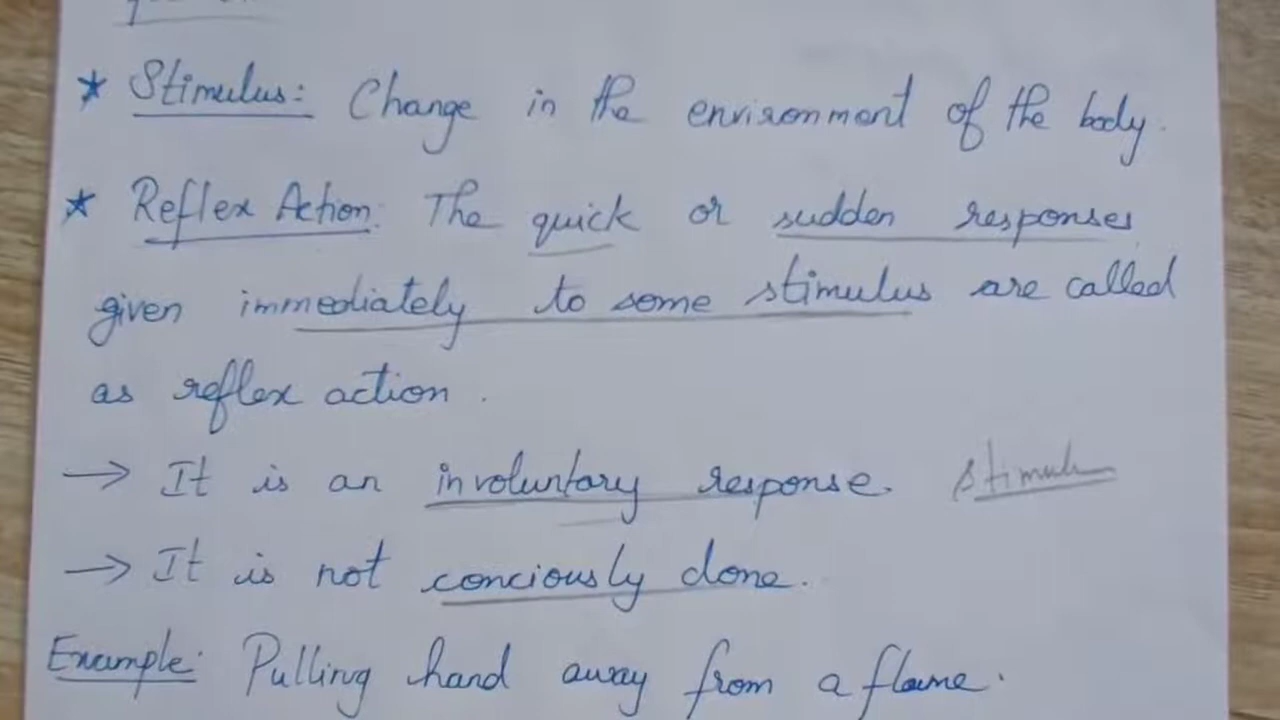 * Stimulus: Change in the environment of the body.
* Reflex Action: The quick or sudden responses
given immediately to some stimulus are called
as reflex action.
→ It is an involuntary response. Stimuli
→ It is not conciously done.
Example: Pulling hand away from a flame.